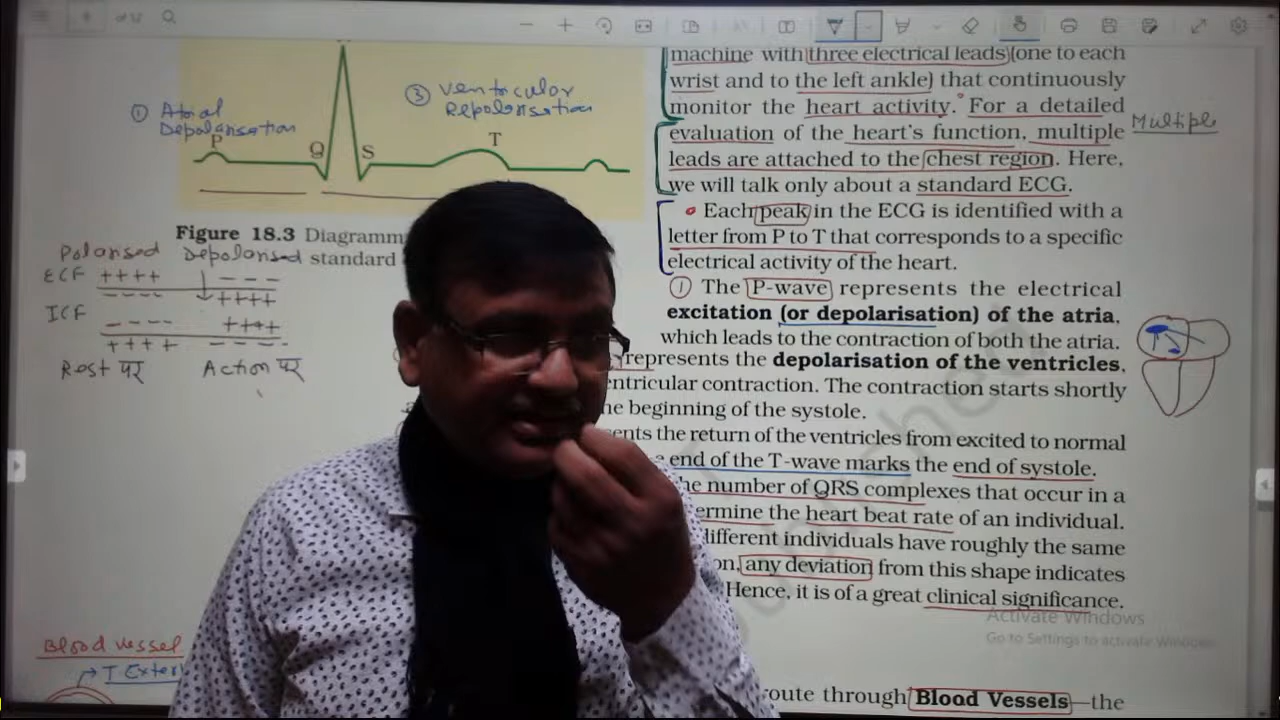 ① Atrial
Depolarisation
③ Ventricular
Repolarisation
P
Q
S
T
Figure 18.3 Diagramm
standard
Polarised Depolarised
ECF ++++ - - -
- - - - ++++
ICF
- - - - ++++
++++ - - - -
Rest पर Action पर
Blood vessel
→ T Exter
machine with three electrical leads (one to each
wrist and to the left ankle) that continuously
monitor the heart activity. For a detailed
evaluation of the heart's function, multiple
leads are attached to the chest region. Here,
we will talk only about a standard ECG.
Multiple
Each peak in the ECG is identified with a
letter from P to T that corresponds to a specific
electrical activity of the heart.
① The P-wave represents the electrical
excitation (or depolarisation) of the atria,
which leads to the contraction of both the atria.
represents the depolarisation of the ventricles,
entricular contraction. The contraction starts shortly
he beginning of the systole.
ents the return of the ventricles from excited to normal
end of the T-wave marks the end of systole.
he number of QRS complexes that occur in a
ermine the heart beat rate of an individual.
different individuals have roughly the same
on, any deviation from this shape indicates
Hence, it is of a great clinical significance.
Activate Windows
Go to Settings to activate Windows.
route through Blood Vessels—the